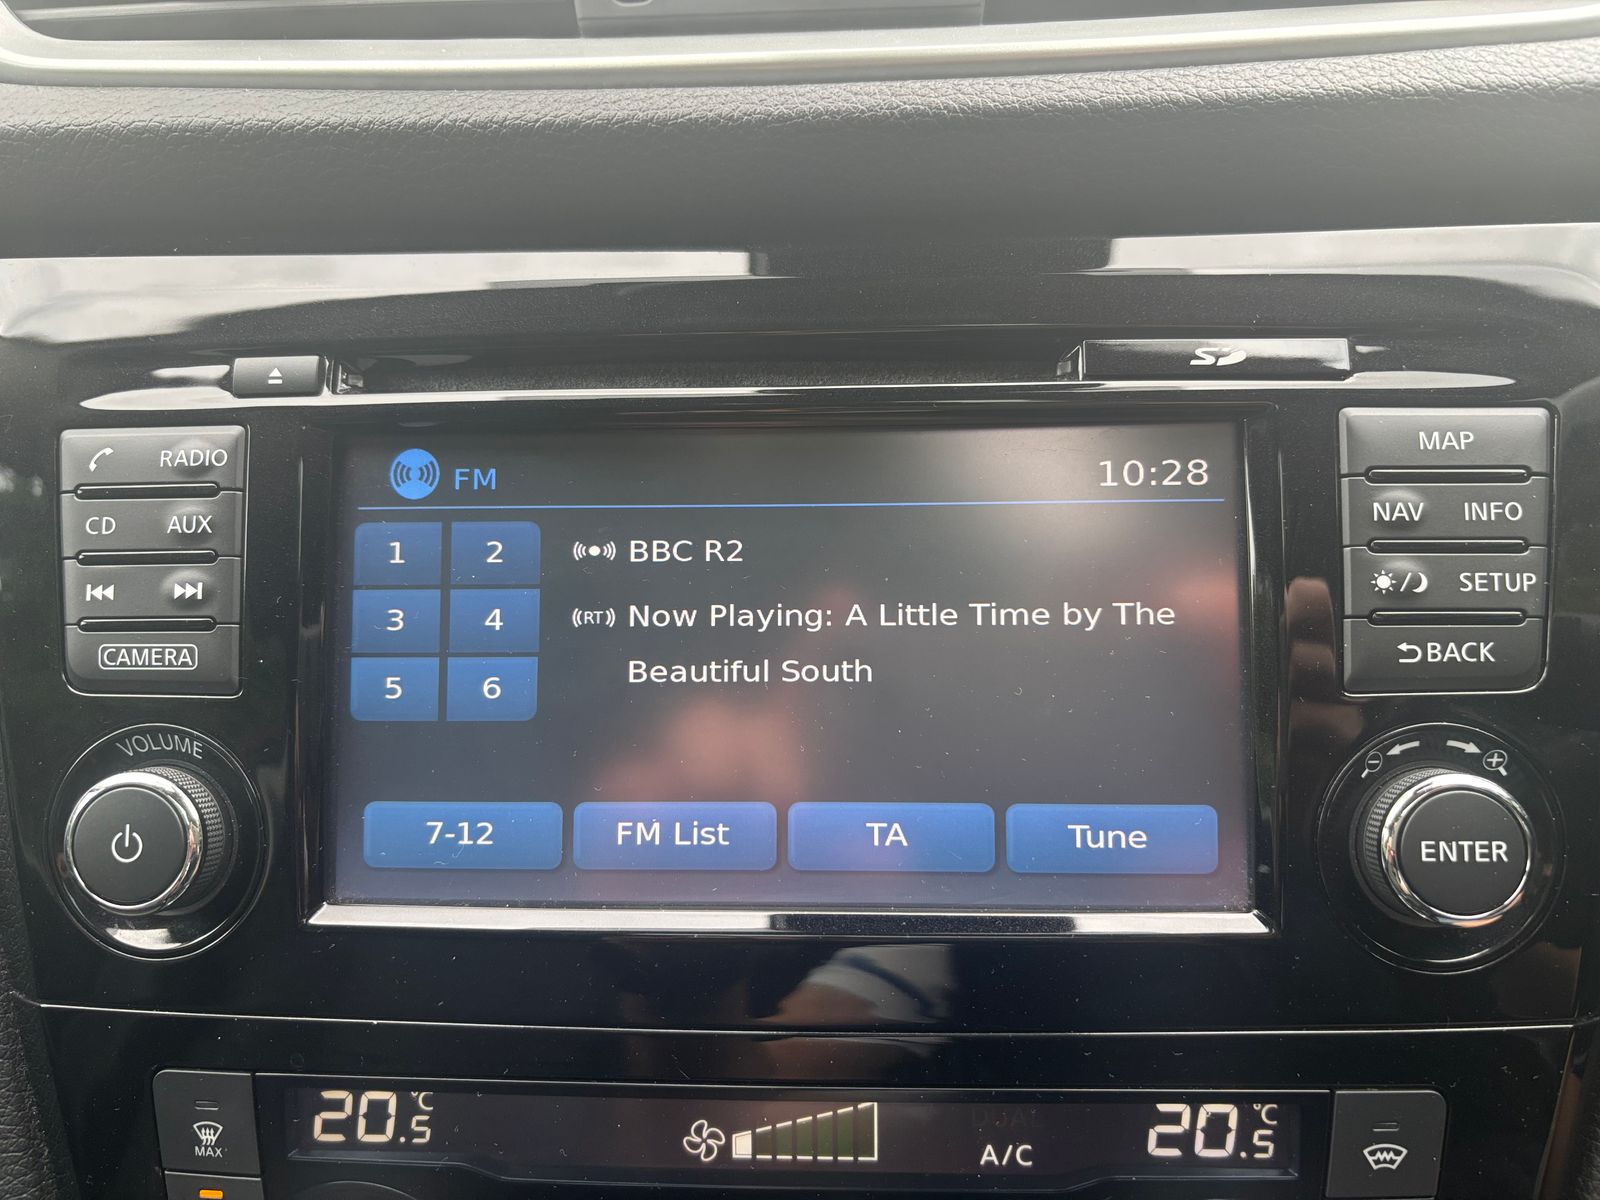 SD
RADIO
CD AUX
CAMERA
VOLUME
FM 10:28
1 2
3 4
5 6
BBC R2
(RT) Now Playing: A Little Time by The
Beautiful South
7-12 FM List TA Tune
MAP
NAV INFO
SETUP
BACK
ENTER
MAX
20.5 °C
DUAL
A/C
20.5 °C